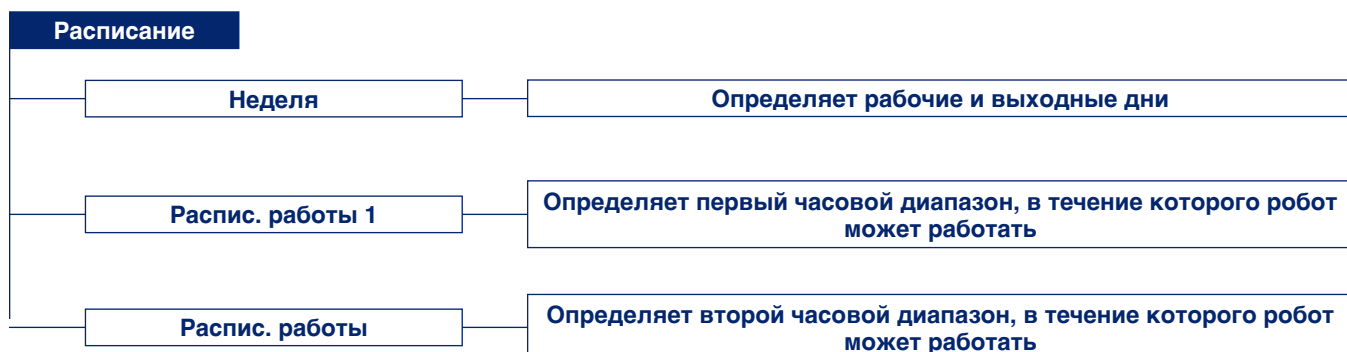 Расписание
Неделя
Определяет рабочие и выходные дни
Распис. работы 1
Определяет первый часовой диапазон, в течение которого робот
может работать
Распис. работы
Определяет второй часовой диапазон, в течение которого робот
может работать